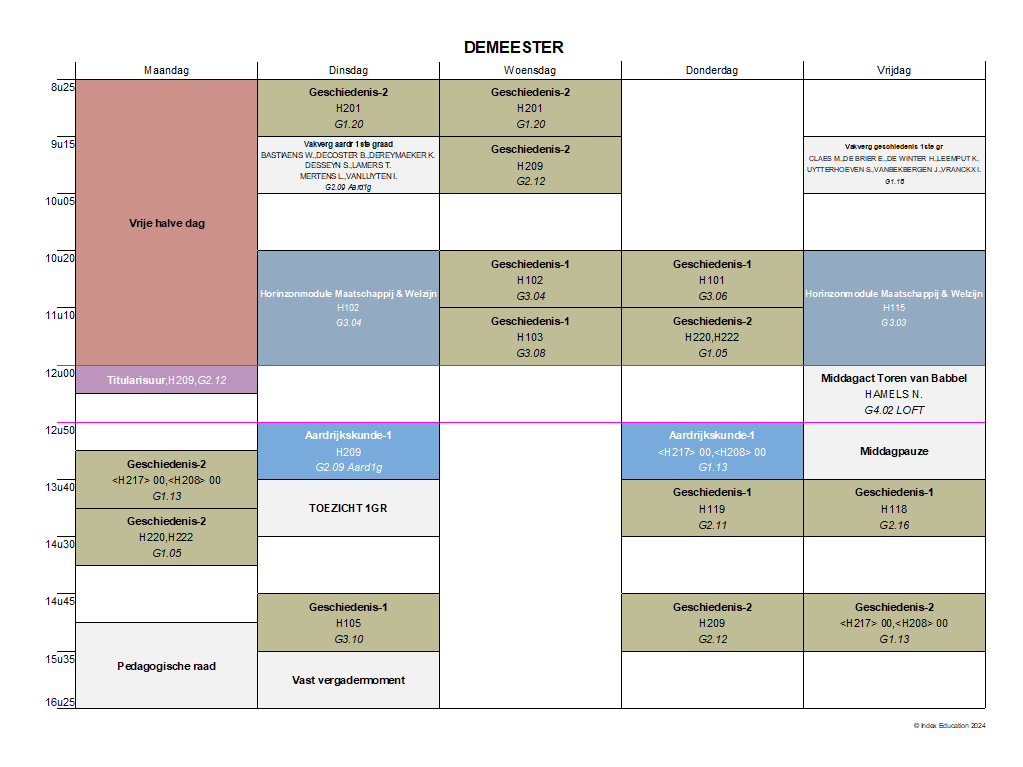 DEMEESTER
Maandag
Dinsdag
Woensdag
Donderdag
Vrijdag
8u25
9u15
10u05
10u20
11u10
12u00
12u50
13u40
14u30
14u45
15u35
16u25
Vrije halve dag
Titularisuur,H209,G2.12
Geschiedenis-2
<H217> 00,<H208> 00
G1.13
Geschiedenis-2
H220,H222
G1.05
Pedagogische raad
Geschiedenis-2
H201
G1.20
Vakverg aardr 1ste graad
BASTIAENS W.,DECOSTER B.,DEREYMAEKER K.
DESSEYN S.,LAMERS T.
MERTENS L.,VANLUYTEN I.
G2.09 Aard1g
Horinzonmodule Maatschappij & Welzijn
H102
G3.04
Aardrijkskunde-1
H209
G2.09 Aard1g
TOEZICHT 1GR
Geschiedenis-1
H105
G3.10
Vast vergadermoment
Geschiedenis-2
H201
G1.20
Geschiedenis-2
H209
G2.12
Geschiedenis-1
H102
G3.04
Geschiedenis-1
H103
G3.08
Geschiedenis-1
H101
G3.06
Geschiedenis-2
H220,H222
G1.05
Aardrijkskunde-1
<H217> 00,<H208> 00
G1.13
Geschiedenis-1
H119
G2.11
Geschiedenis-2
H209
G2.12
Vakverg geschiedenis 1ste gr
CLAES M.,DE BRIER E.,DE WINTER H.,LEEMPUT K.
UYTTERHOEVEN S.,VANBEKBERGEN J.,VRANCKX I.
G1.18
Horinzonmodule Maatschappij & Welzijn
H115
G3.03
Middagact Toren van Babbel
HAMELS N.
G4.02 LOFT
Middagpauze
Geschiedenis-1
H118
G2.16
Geschiedenis-2
<H217> 00,<H208> 00
G1.13
© Index Education 2024